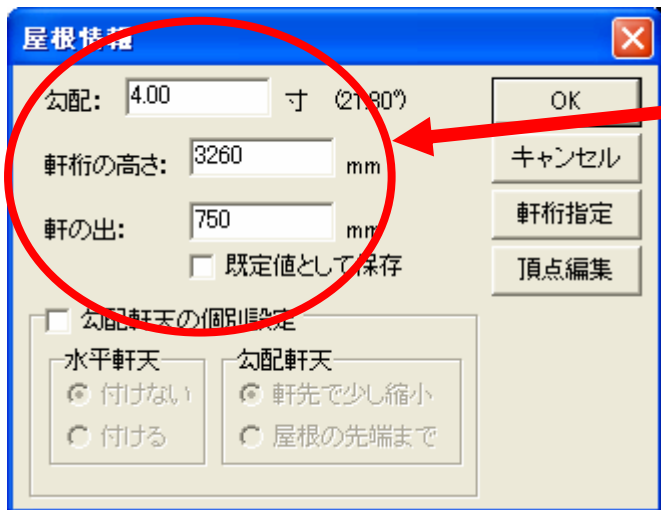 屋根情報
勾配: 4.00 寸 (21.80°) OK
軒桁の高さ: 3260 mm キャンセル
軒の出: 750 mm 軒桁指定
既定値として保存 頂点編集
勾配軒天の個別設定
水平軒天 勾配軒天
付けない 軒先で少し縮小
付ける 屋根の先端まで